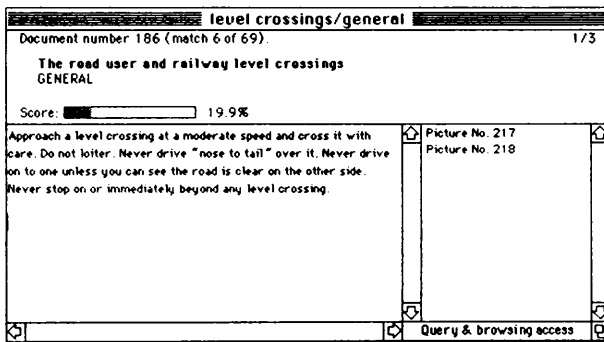 level crossings/general
Document number 186 (match 6 of 69).
1/3
The road user and railway level crossings
GENERAL
Score: 19.9%
Approach a level crossing at a moderate speed and cross it with
care. Do not loiter. Never drive "nose to tail" over it. Never drive
on to one unless you can see the road is clear on the other side.
Never stop on or immediately beyond any level crossing.
Picture No. 217
Picture No. 218
Query & browsing access